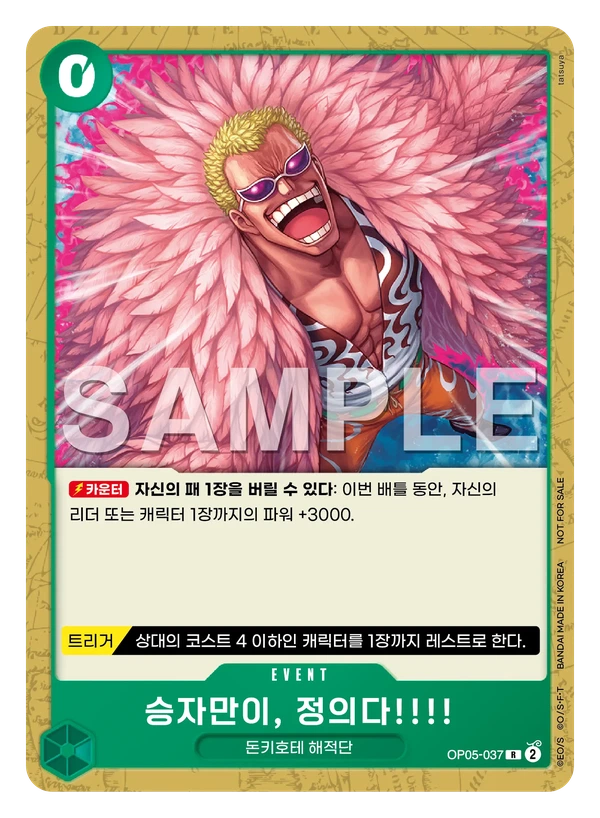 0
tatsuya
SAMPLE
카운터 자신의 패 1장을 버릴 수 있다: 이번 배틀 동안, 자신의
리더 또는 캐릭터 1장까지의 파워 +3000.
트리거 상대의 코스트 4 이하인 캐릭터를 1장까지 레스트로 한다.
EVENT
승자만이, 정의다!!!!
돈키호테 해적단
OP05-037 R 2
©EIO/S ©O/S·F·T BANDAI MADE IN KOREA NOT FOR SALE